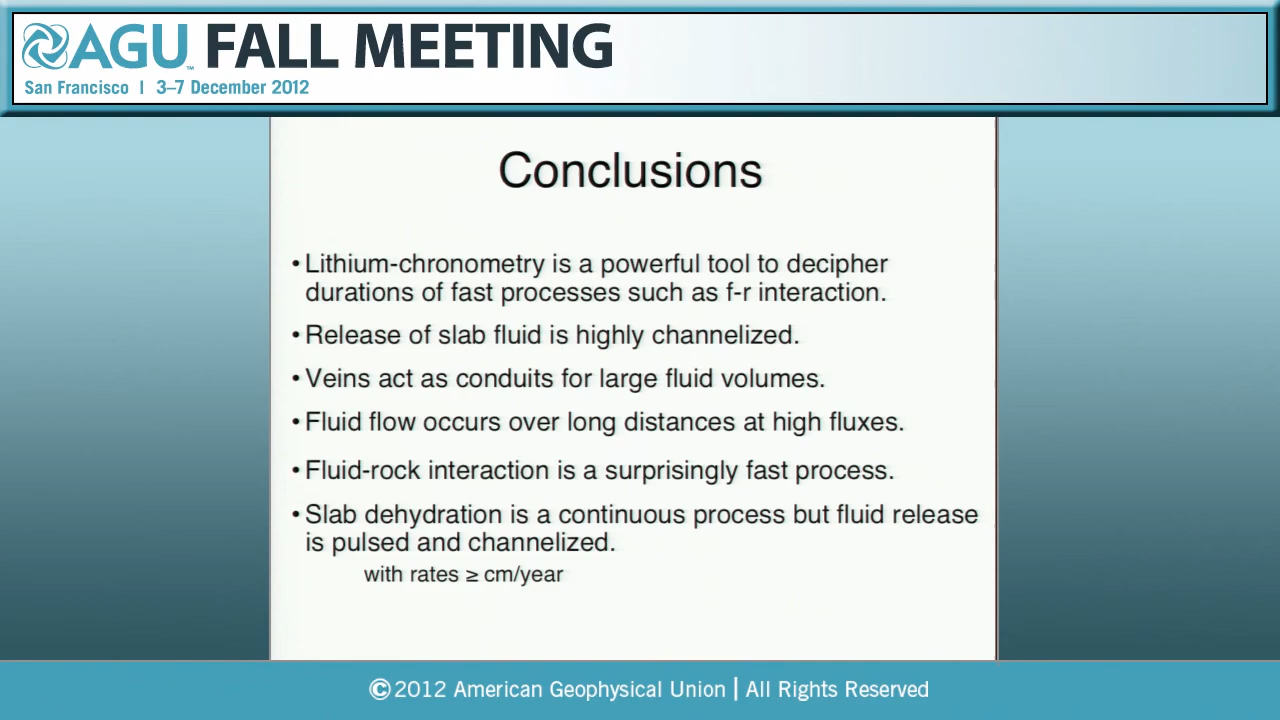 AGU FALL MEETING
San Francisco | 3–7 December 2012
Conclusions
• Lithium-chronometry is a powerful tool to decipher
durations of fast processes such as f-r interaction.
• Release of slab fluid is highly channelized.
• Veins act as conduits for large fluid volumes.
• Fluid flow occurs over long distances at high fluxes.
• Fluid-rock interaction is a surprisingly fast process.
• Slab dehydration is a continuous process but fluid release
is pulsed and channelized.
with rates ≥ cm/year
©2012 American Geophysical Union | All Rights Reserved